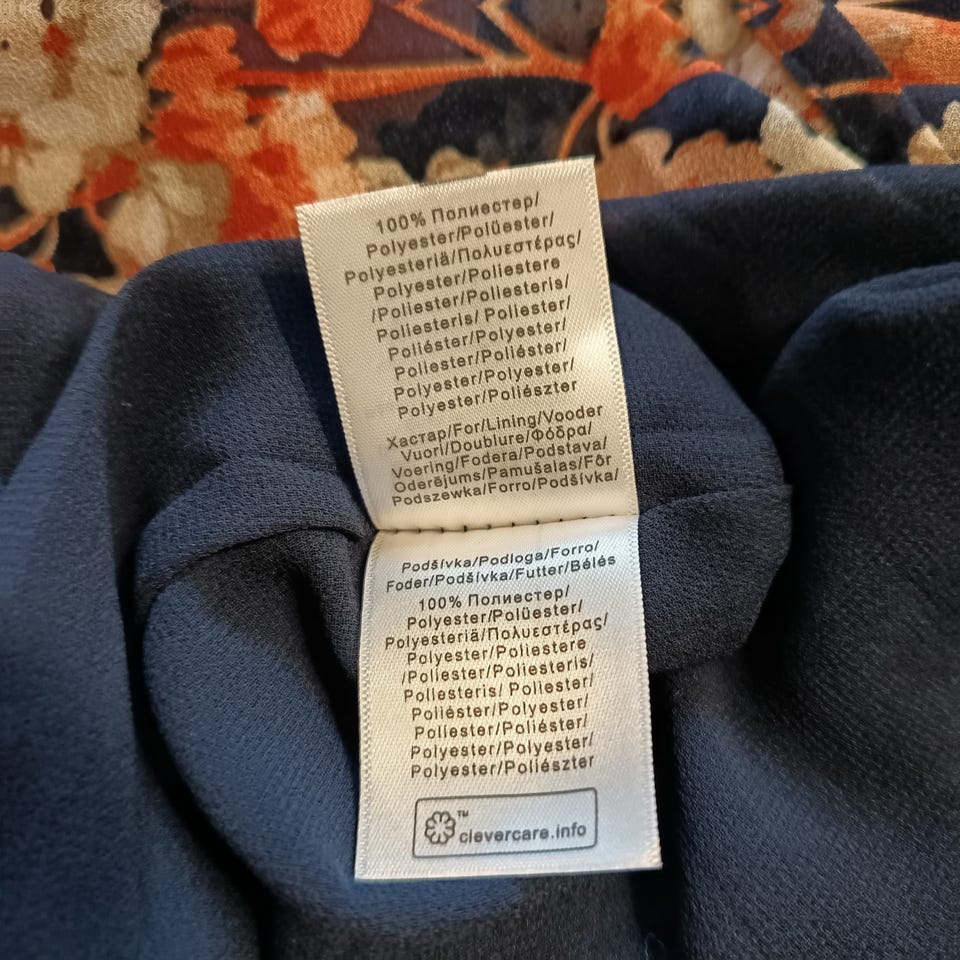 100% Полиестер/
Polyester/Polüester/
Polyesteriä/Πολυεστέρας/
Polyester/Poliestere
/Poliester/Poliesteris/
Poliesteris/ Poliester/
Poliéster/Polyester/
Poliester/Poliéster/
Polyester/Polyester/
Polyester/Poliészter
Хастар/For/Lining/Vooder
Vuori/Doublure/Φόδρα/
Voering/Fodera/Podstava/
Oderējums/Pamušalas/Fôr
Podszewka/Forro/Podšívka/
Podšívka/Podloga/Forro/
Foder/Podšívka/Futter/Bélés
100% Полиестер/
Polyester/Polüester/
Polyesteriä/Πολυεστέρας/
Polyester/Poliestere
/Poliester/Poliesteris/
Poliesteris/ Poliester/
Poliéster/Polyester/
Poliester/Poliéster/
Polyester/Polyester/
Polyester/Poliészter
™
clevercare.info